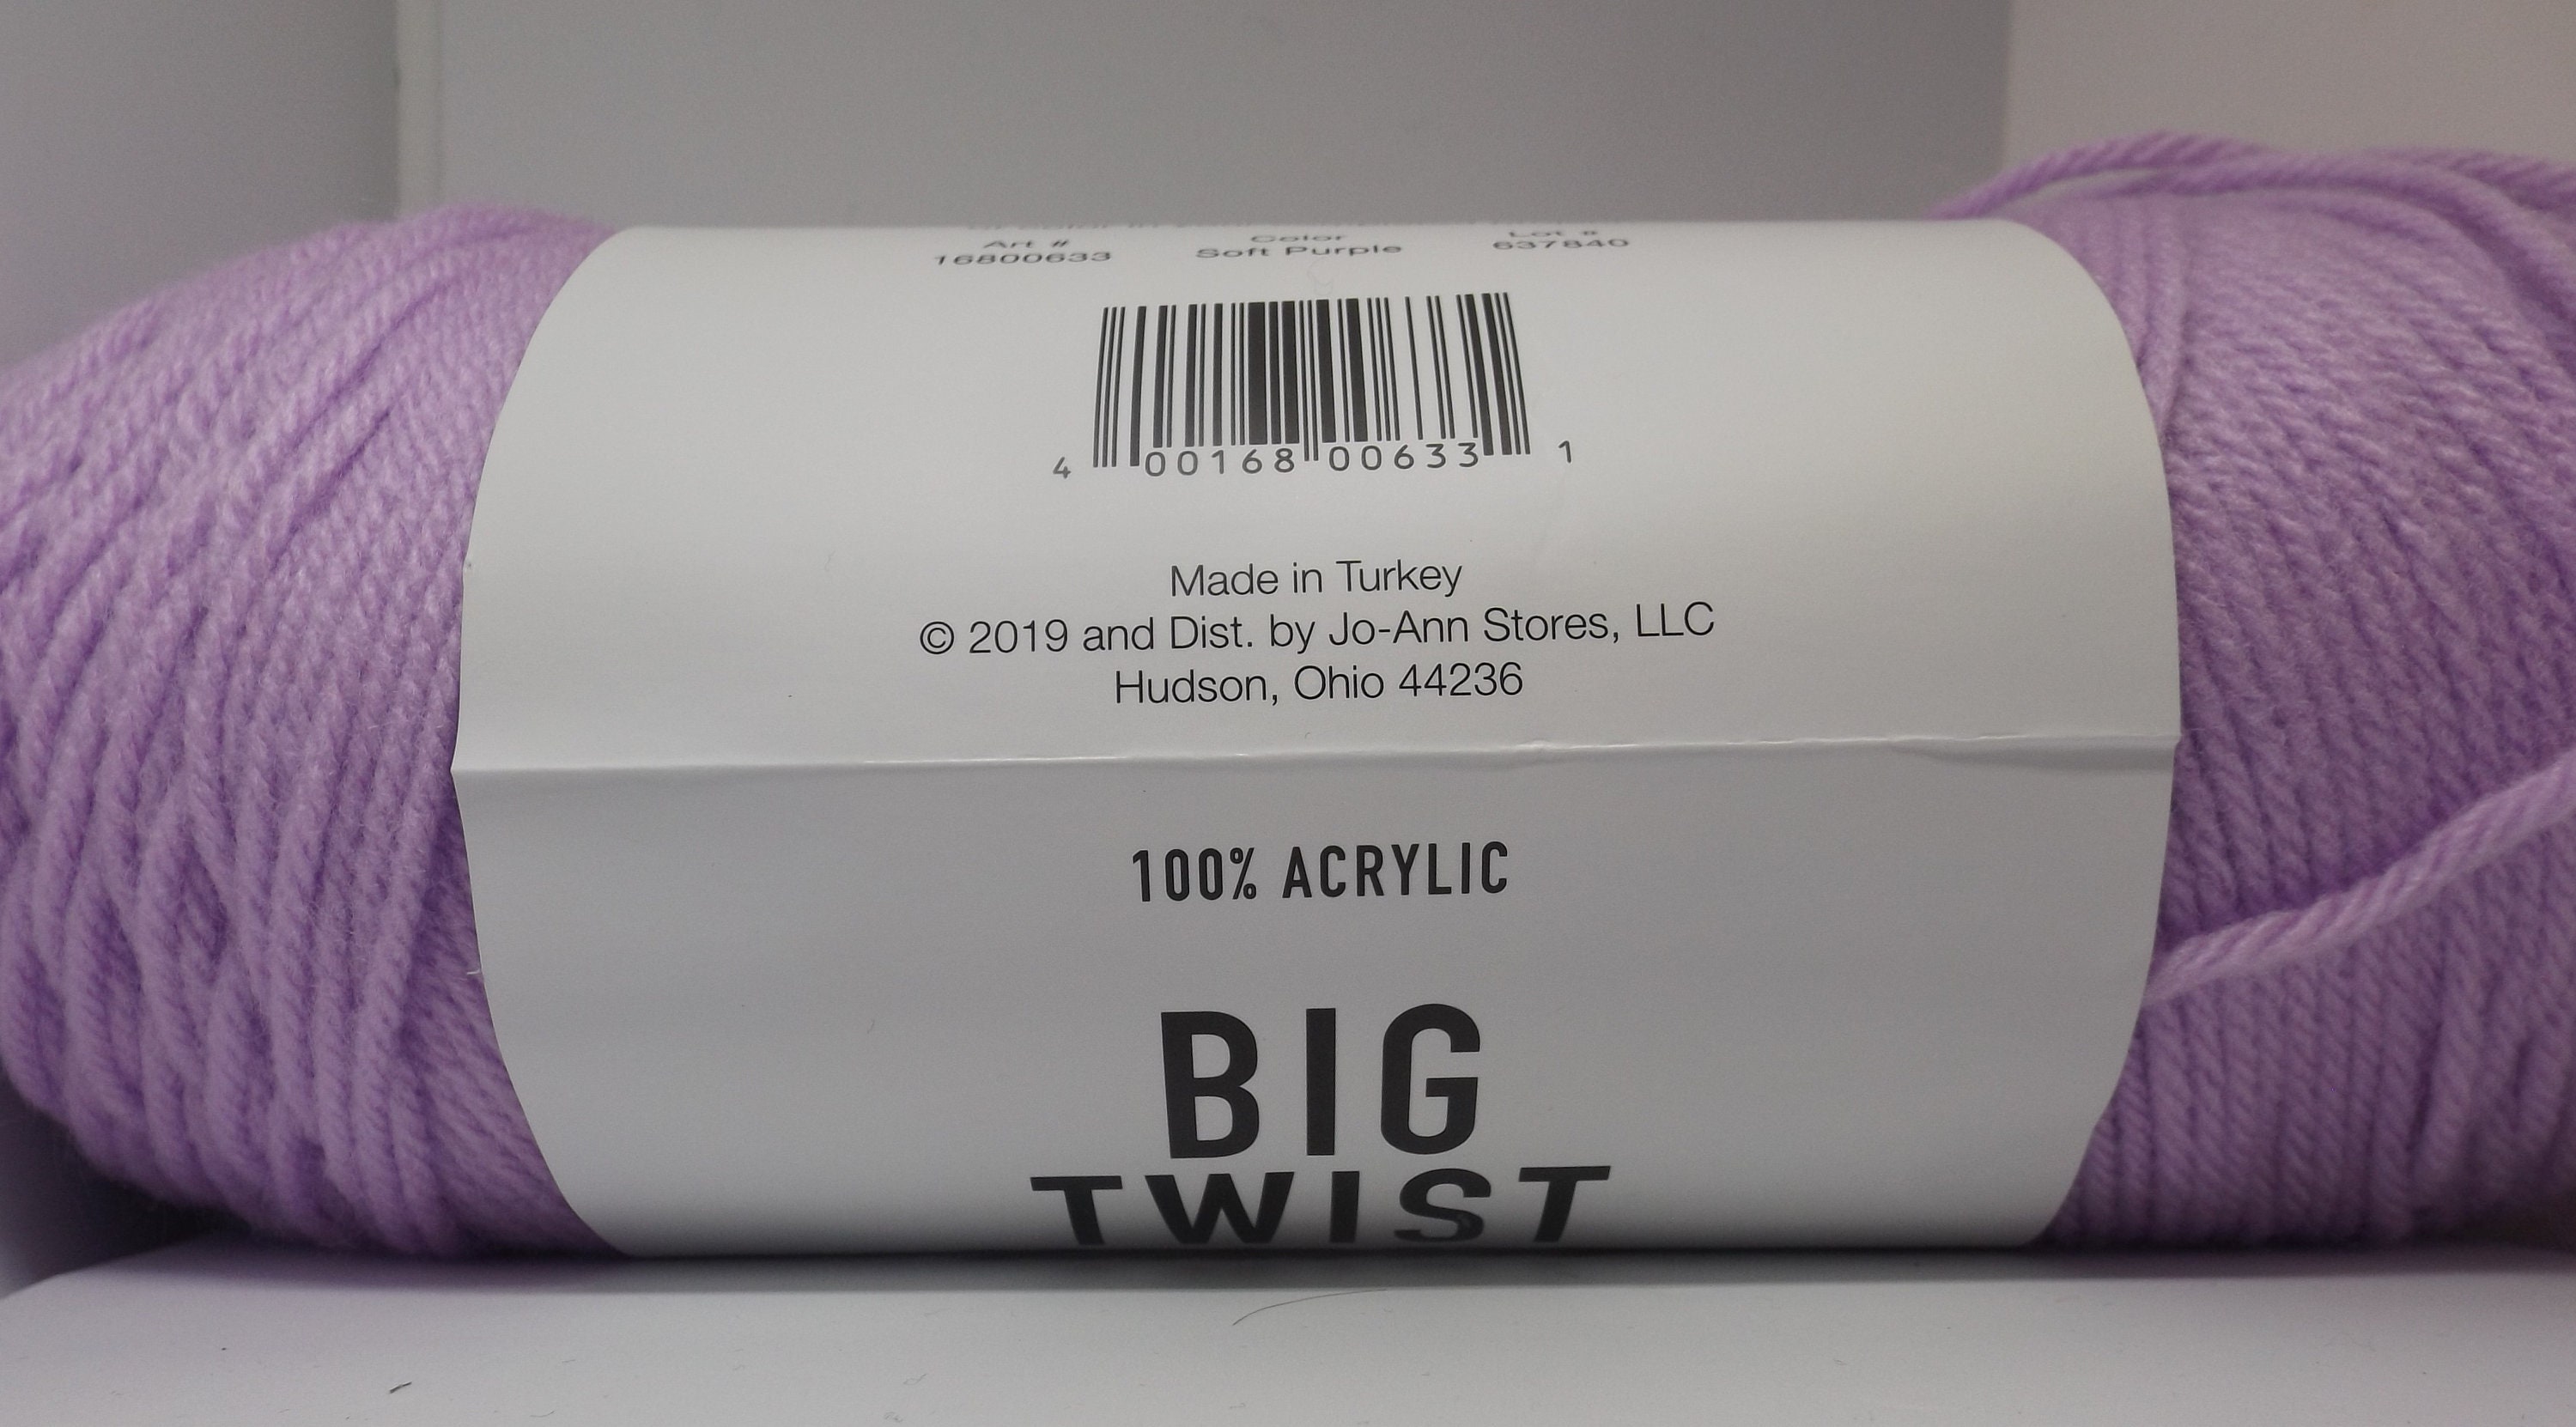 Art # Color Lot #
16800633 Soft Purple 637840
4 00168 00633 1
Made in Turkey
© 2019 and Dist. by Jo-Ann Stores, LLC
Hudson, Ohio 44236
100% ACRYLIC
BIG
TWIST